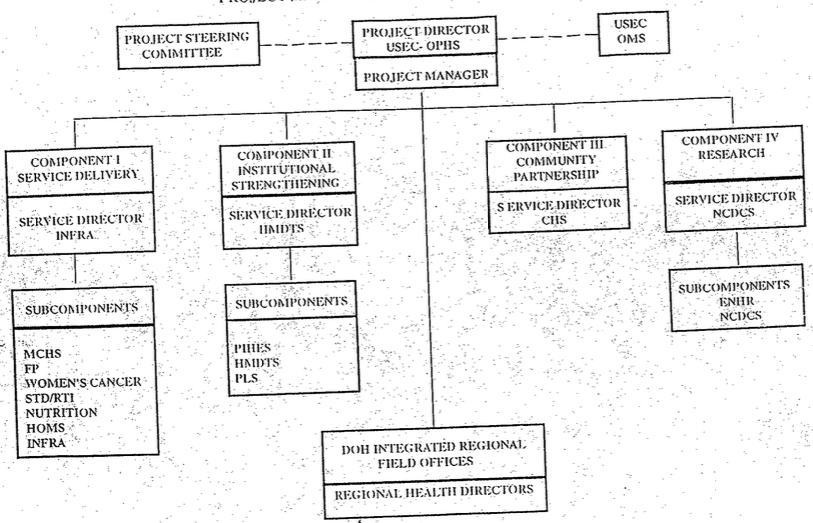 PROJECT STEERING
COMMITTEE
PROJECT DIRECTOR
USEC- OPHS
PROJECT MANAGER
USEC
OMS
COMPONENT I
SERVICE DELIVERY
SERVICE DIRECTOR
INFRA
SUBCOMPONENTS
MCHS
FP
WOMEN'S CANCER
STD/RTI
NUTRITION
HOMS
INFRA
COMPONENT II
INSTITUTIONAL
STRENGTHENING
SERVICE DIRECTOR
HMDTS
SUBCOMPONENTS
PIHES
HMDTS
PLS
COMPONENT III
COMMUNITY
PARTNERSHIP
S ERVICE DIRECTOR
CHS
COMPONENT IV
RESEARCH
SERVICE DIRECTOR
NCDCS
SUBCOMPONENTS
ENHR
NCDCS
DOH INTEGRATED REGIONAL
FIELD OFFICES
REGIONAL HEALTH DIRECTORS